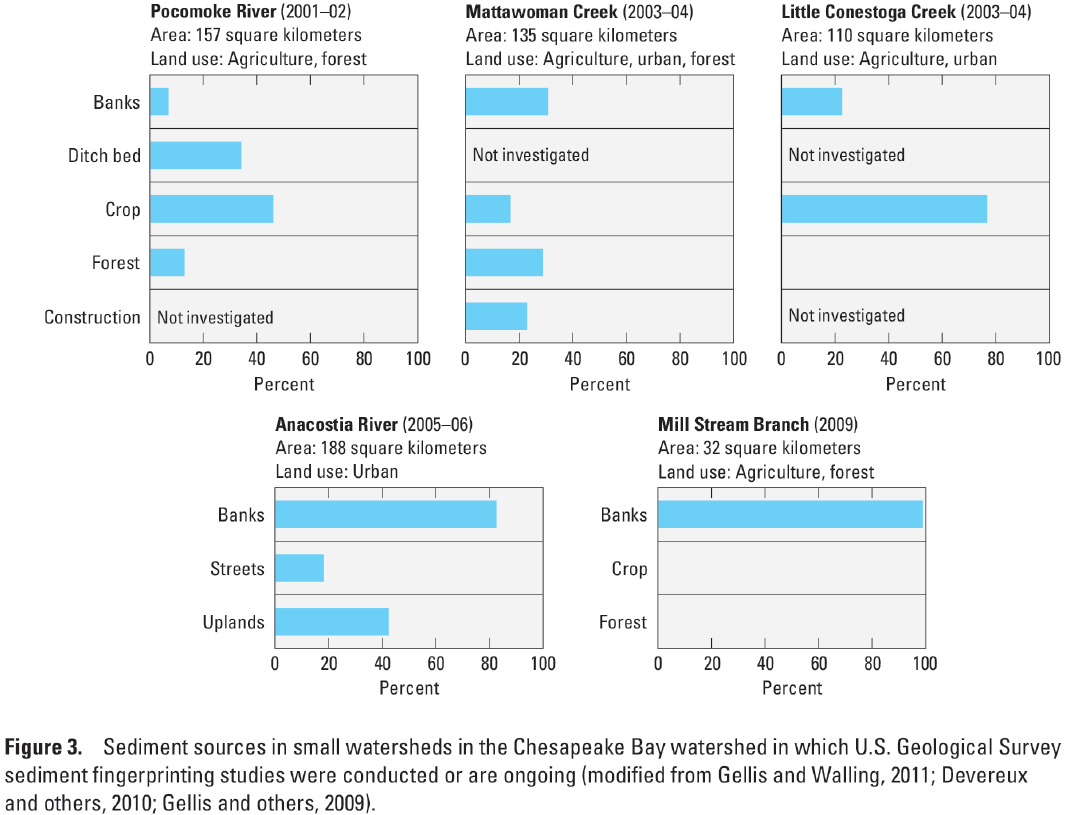 Pocomoke River (2001–02)
Area: 157 square kilometers
Land use: Agriculture, forest
Banks
Ditch bed
Crop
Forest
Construction
Not investigated
0 20 40 60 80 100
Percent
Mattawoman Creek (2003–04)
Area: 135 square kilometers
Land use: Agriculture, urban, forest
Not investigated
0 20 40 60 80 100
Percent
Little Conestoga Creek (2003–04)
Area: 110 square kilometers
Land use: Agriculture, urban
Not investigated
Not investigated
0 20 40 60 80 100
Percent
Anacostia River (2005–06)
Area: 188 square kilometers
Land use: Urban
Banks
Streets
Uplands
0 20 40 60 80 100
Percent
Mill Stream Branch (2009)
Area: 32 square kilometers
Land use: Agriculture, forest
Banks
Crop
Forest
0 20 40 60 80 100
Percent
Figure 3. Sediment sources in small watersheds in the Chesapeake Bay watershed in which U.S. Geological Survey
sediment fingerprinting studies were conducted or are ongoing (modified from Gellis and Walling, 2011; Devereux
and others, 2010; Gellis and others, 2009).